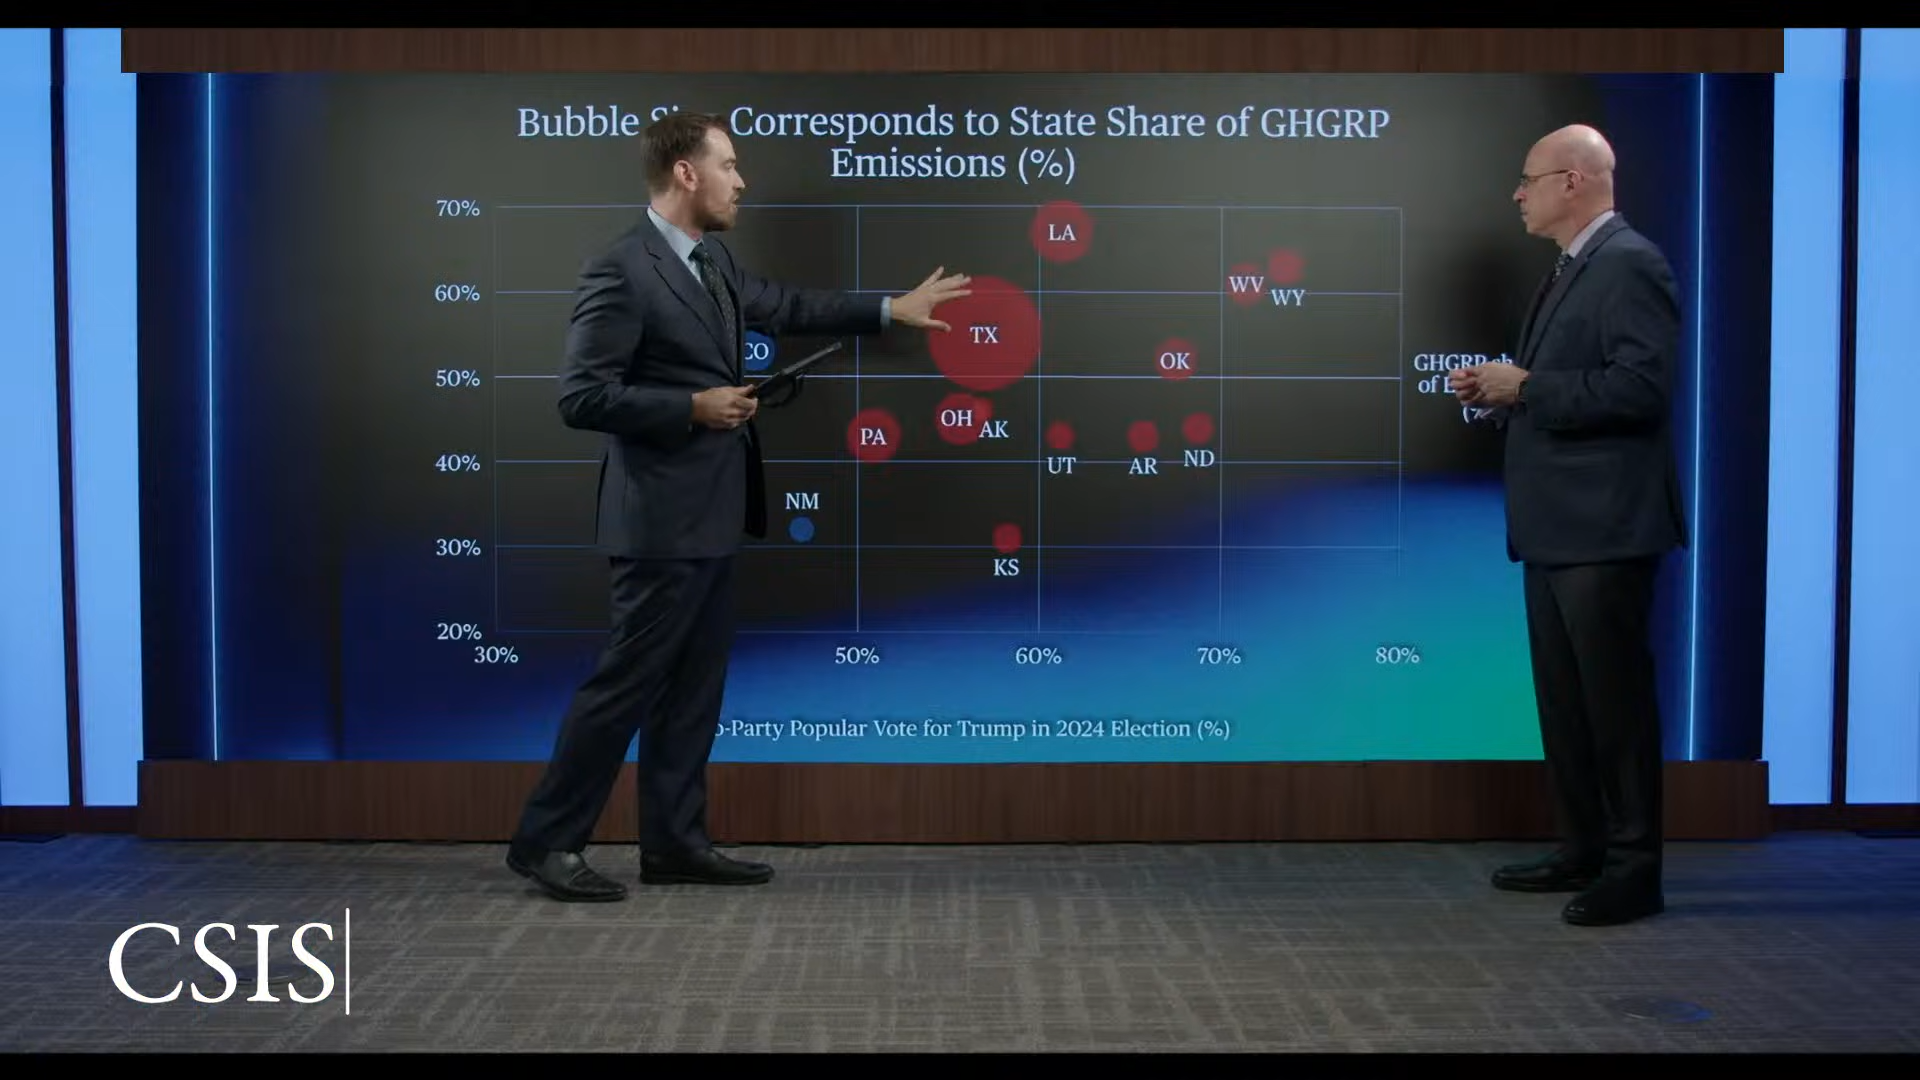 Bubble Corresponds to State Share of GHGRP
Emissions (%)
70%
60%
50%
40%
30%
20%
30%
50%
60%
70%
80%
LA
WV
WY
TX
CO
OK
OH
AK
PA
UT
AR
ND
NM
KS
GHGRP
of
-Party Popular Vote for Trump in 2024 Election (%)
CSIS